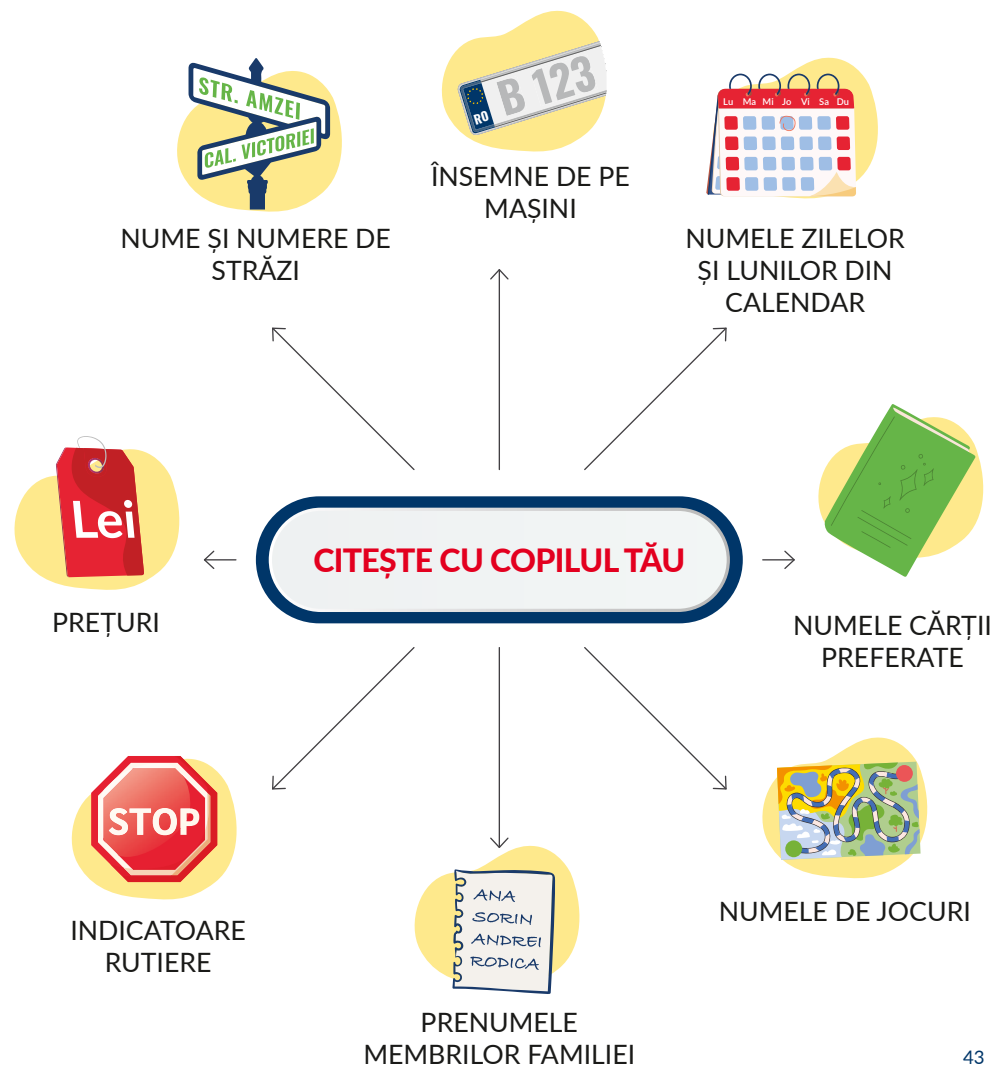 STR. AMZEI
CAL. VICTORIEI
NUME ȘI NUMERE DE
STRĂZI
RO B 123
ÎNSEMNE DE PE
MAȘINI
Lu Ma Mi Jo Vi Sa Du
NUMELE ZILELOR
ȘI LUNILOR DIN
CALENDAR
Lei
PREȚURI
CITEȘTE CU COPILUL TĂU
NUMELE CĂRȚII
PREFERATE
STOP
INDICATOARE
RUTIERE
ANA
SORIN
ANDREI
RODICA
PRENUMELE
MEMBRILOR FAMILIEI
NUMELE DE JOCURI
43